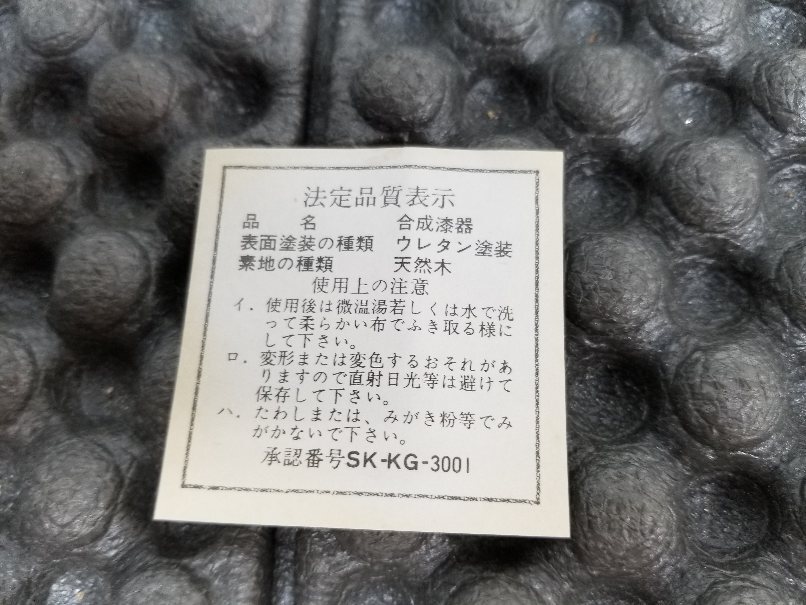 法定品質表示
品 名 合成漆器
表面塗装の種類 ウレタン塗装
素地の種類 天然木
使用上の注意
イ. 使用後は微温湯若しくは水で洗
って柔らかい布でふき取る様に
して下さい。
ロ. 変形または変色するおそれがあ
りますので直射日光等は避けて
保存して下さい。
ハ. たわしまたは、みがき粉等でみ
がかないで下さい。
承認番号SK-KG-3001